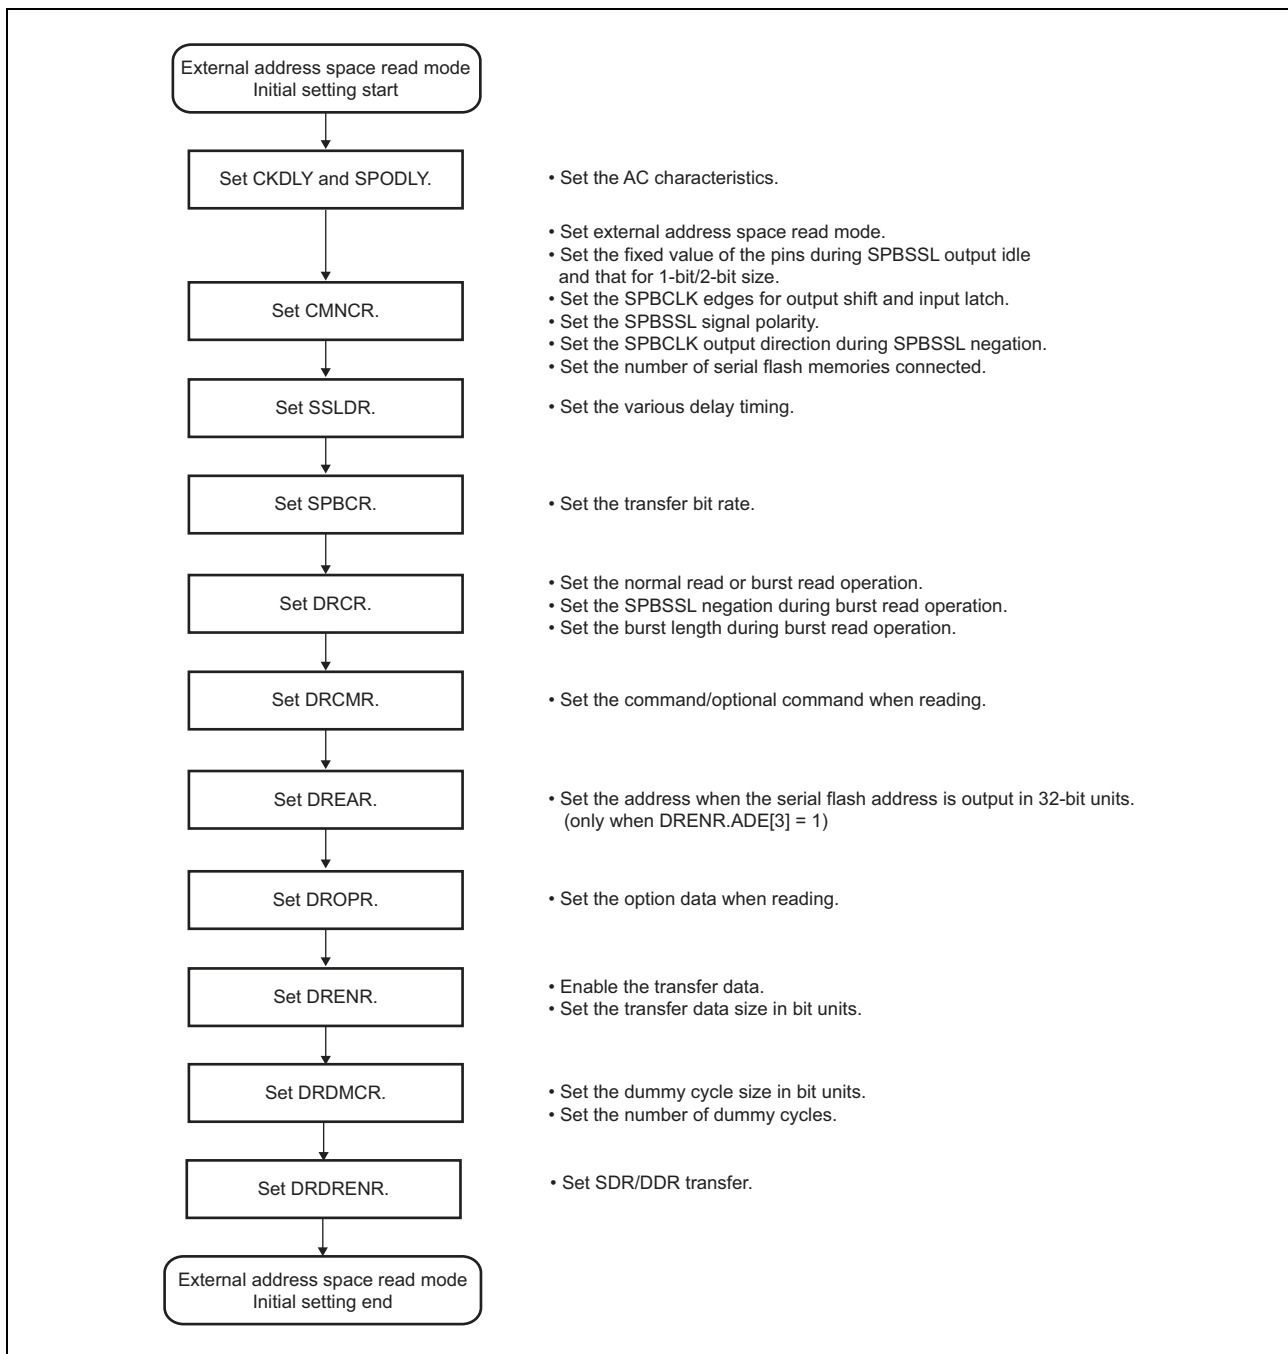 External address space read mode
Initial setting start
Set CKDLY and SPODLY.
• Set the AC characteristics.
Set CMNCR.
• Set external address space read mode.
• Set the fixed value of the pins during SPBSSL output idle
and that for 1-bit/2-bit size.
• Set the SPBCLK edges for output shift and input latch.
• Set the SPBSSL signal polarity.
• Set the SPBCLK output direction during SPBSSL negation.
• Set the number of serial flash memories connected.
Set SSLDR.
• Set the various delay timing.
Set SPBCR.
• Set the transfer bit rate.
Set DRCR.
• Set the normal read or burst read operation.
• Set the SPBSSL negation during burst read operation.
• Set the burst length during burst read operation.
Set DRCMR.
• Set the command/optional command when reading.
Set DREAR.
• Set the address when the serial flash address is output in 32-bit units.
(only when DRENR.ADE[3] = 1)
Set DROPR.
• Set the option data when reading.
Set DRENR.
• Enable the transfer data.
• Set the transfer data size in bit units.
Set DRDMCR.
• Set the dummy cycle size in bit units.
• Set the number of dummy cycles.
Set DRDRENR.
• Set SDR/DDR transfer.
External address space read mode
Initial setting end